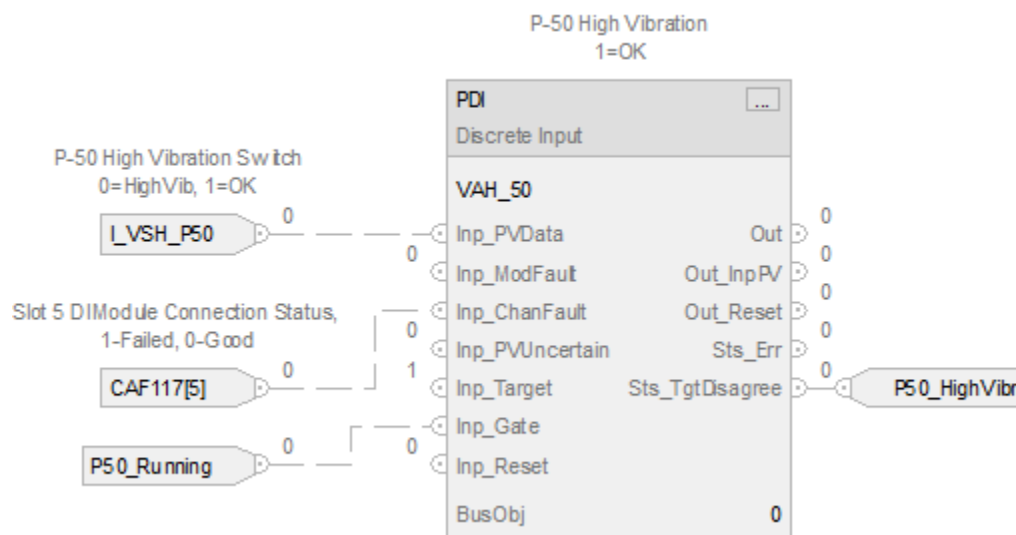 P-50 High Vibration
1=OK
PDI
...
Discrete Input
P-50 High Vibration Switch
0=HighVib, 1=OK
VAH_50
I_VSH_P50
0
Inp_PVData
Out
0
0
Inp_ModFault
Out_InpPV
0
Slot 5 DIModule Connection Status,
1-Failed, 0-Good
Inp_ChanFault
Out_Reset
0
0
Inp_PVUncertain
Sts_Err
0
CAF117[5]
0
1
Inp_Target
Sts_TgtDisagree
0
P50_HighVibr
Inp_Gate
P50_Running
0
0
Inp_Reset
BusObj
0